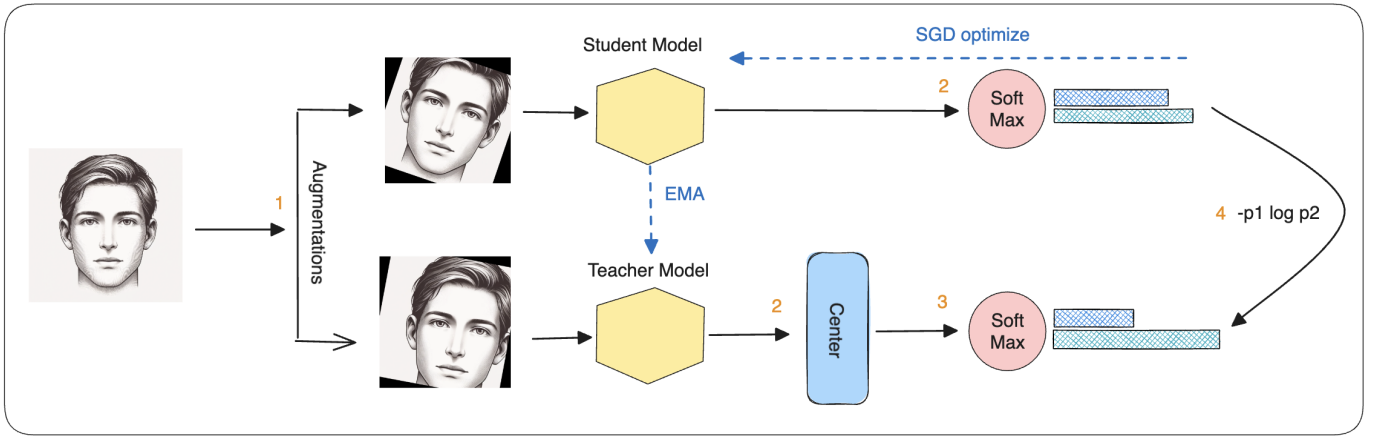 Student Model
SGD optimize
2
Soft
Max
1
Augmentations
EMA
4 -p1 log p2
Teacher Model
2
Center
3
Soft
Max